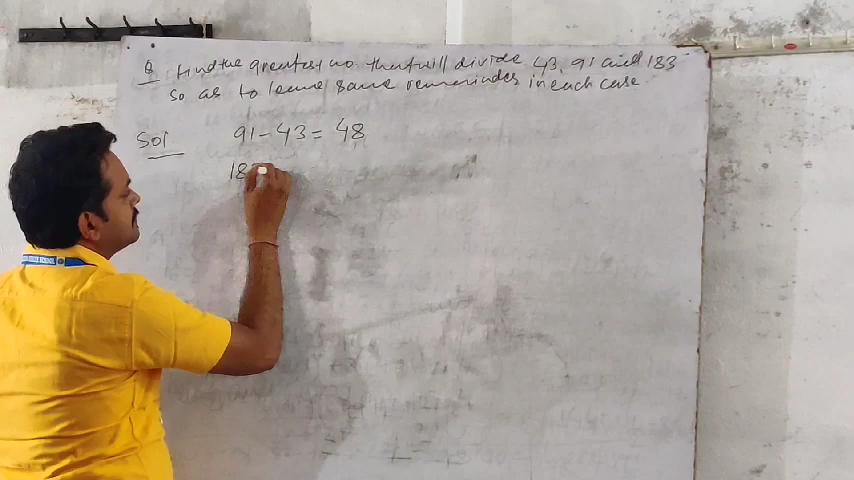 Q Find the greatest no. that will divide 43, 91 and 183
so as to leave same remainder in each case
Sol 91 - 43 = 48
18